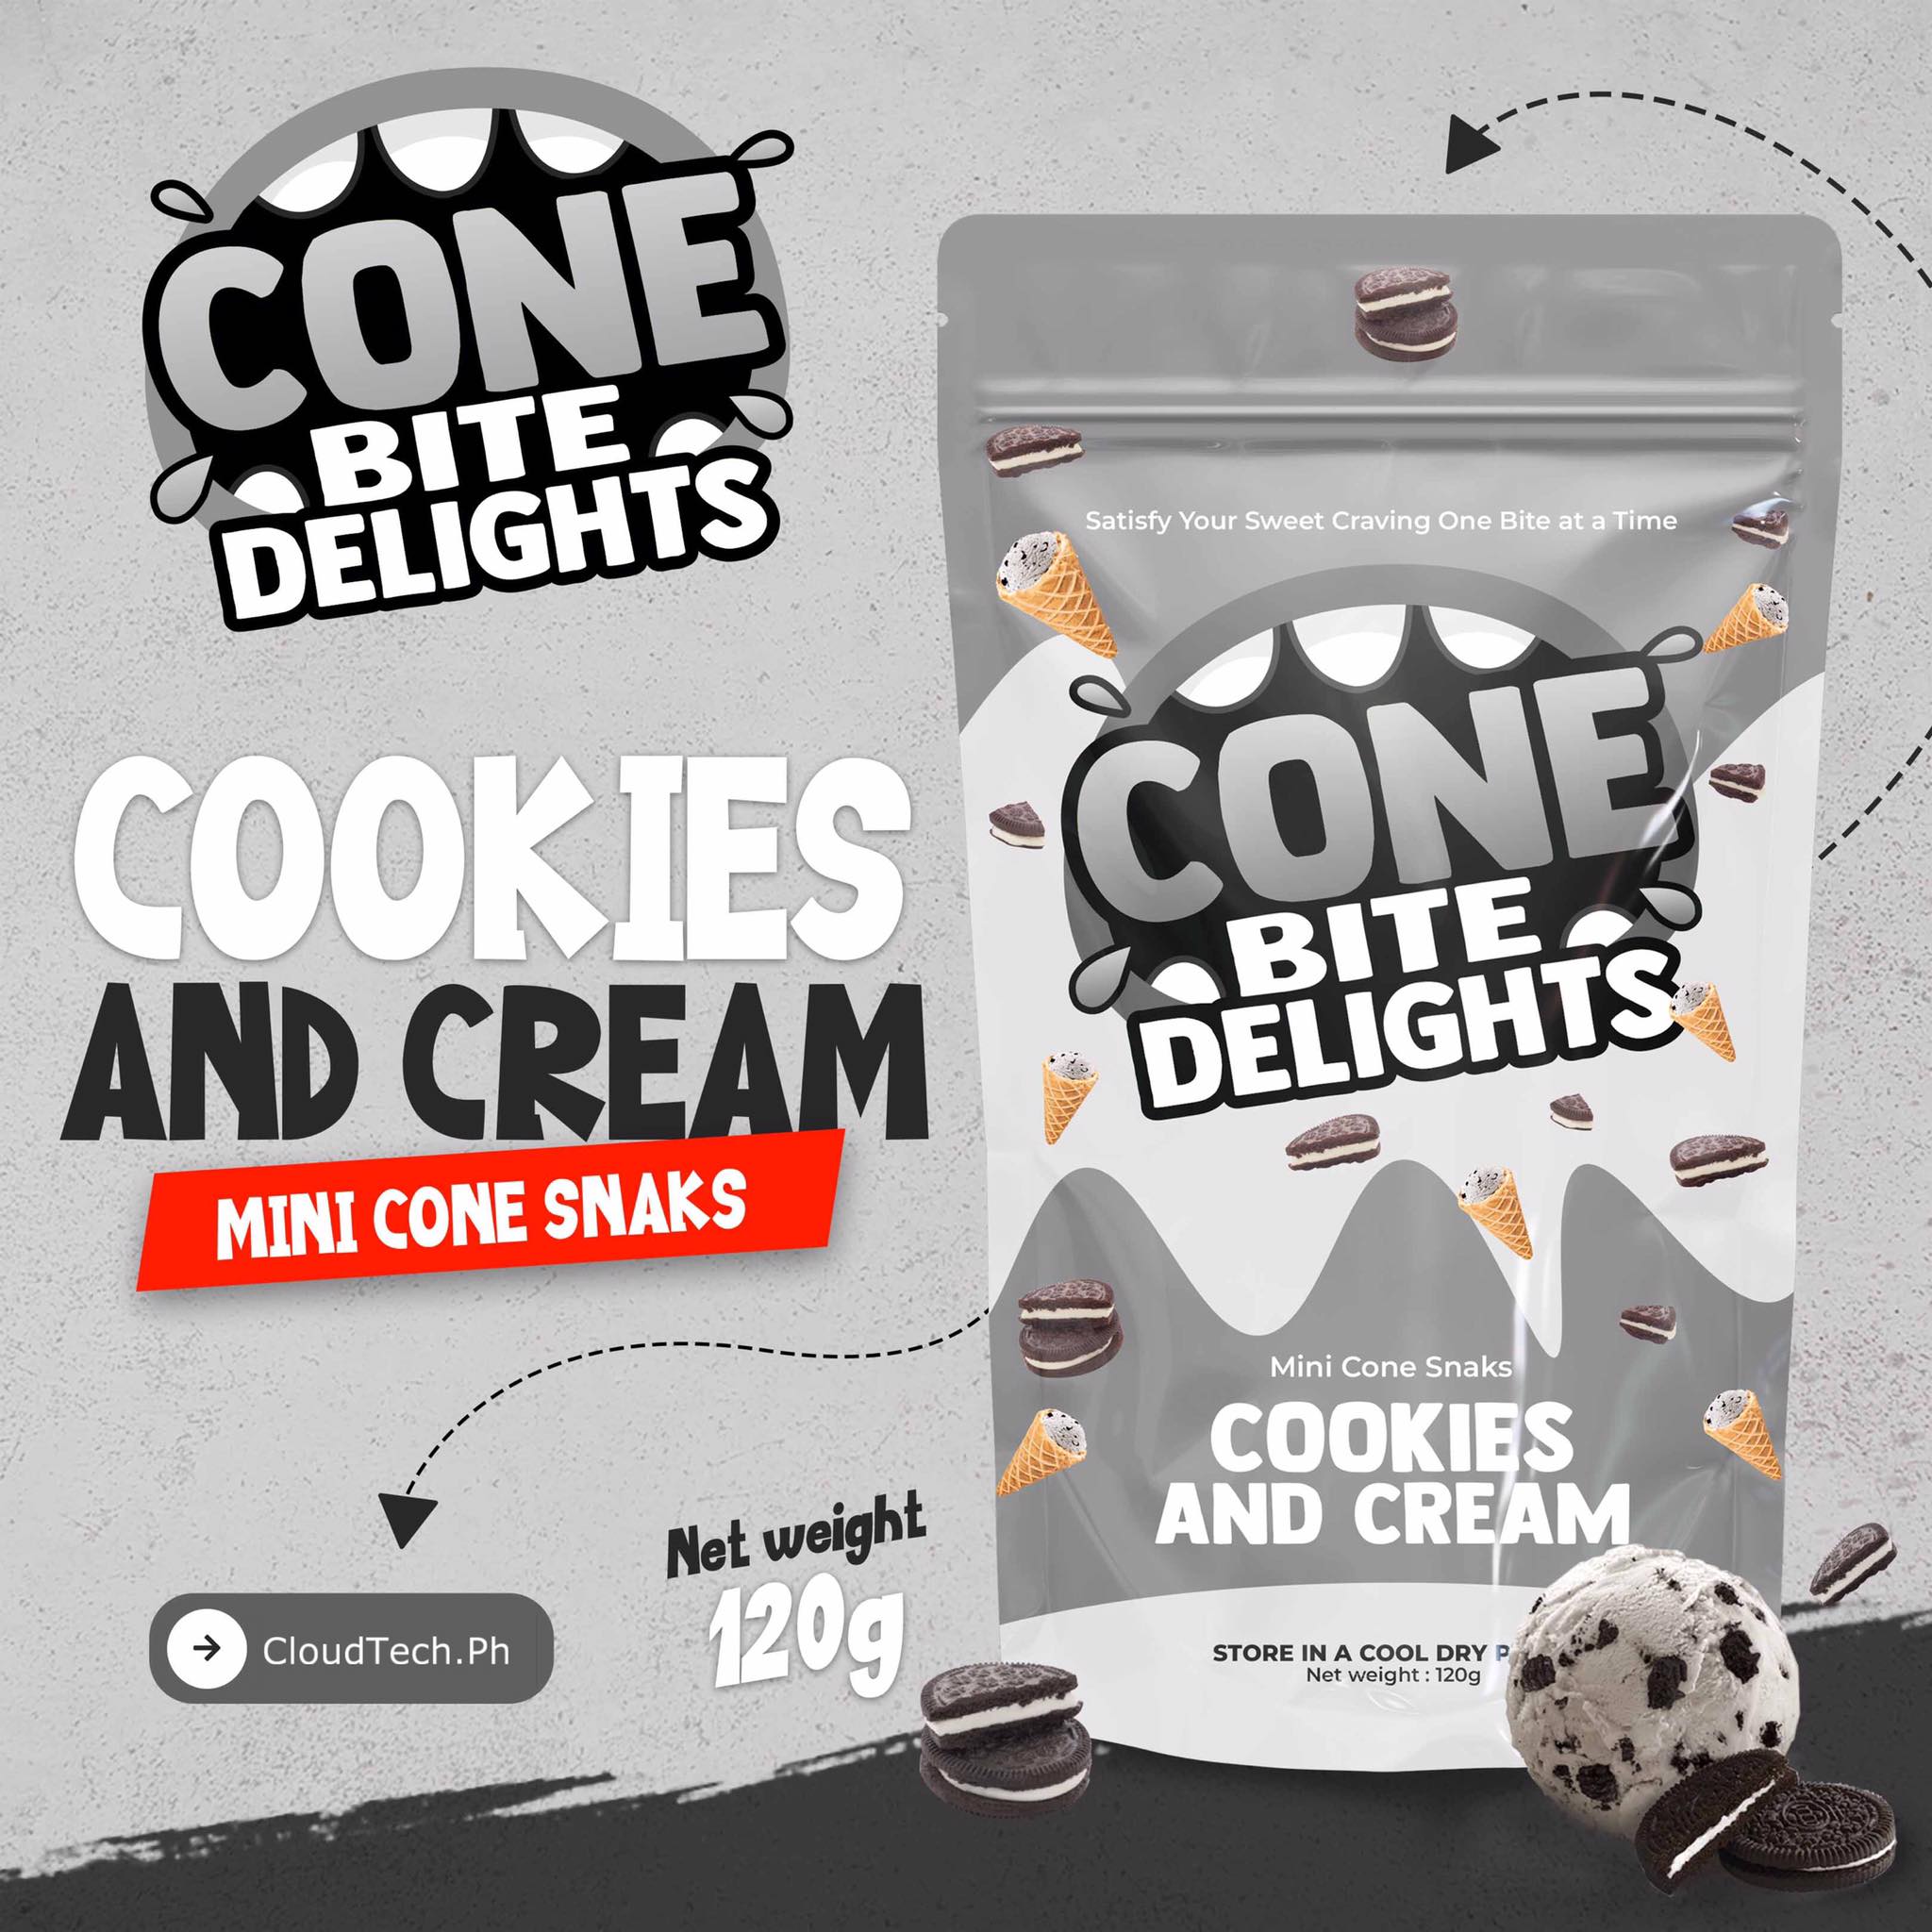 CONE
BITE
DELIGHTS
COOKIES
AND CREAM
MINI CONE SNAKS
Net weight
120g
CloudTech.Ph
Satisfy Your Sweet Craving One Bite at a Time
CONE
BITE
DELIGHTS
Mini Cone Snaks
COOKIES
AND CREAM
STORE IN A COOL DRY P
Net weight : 120g